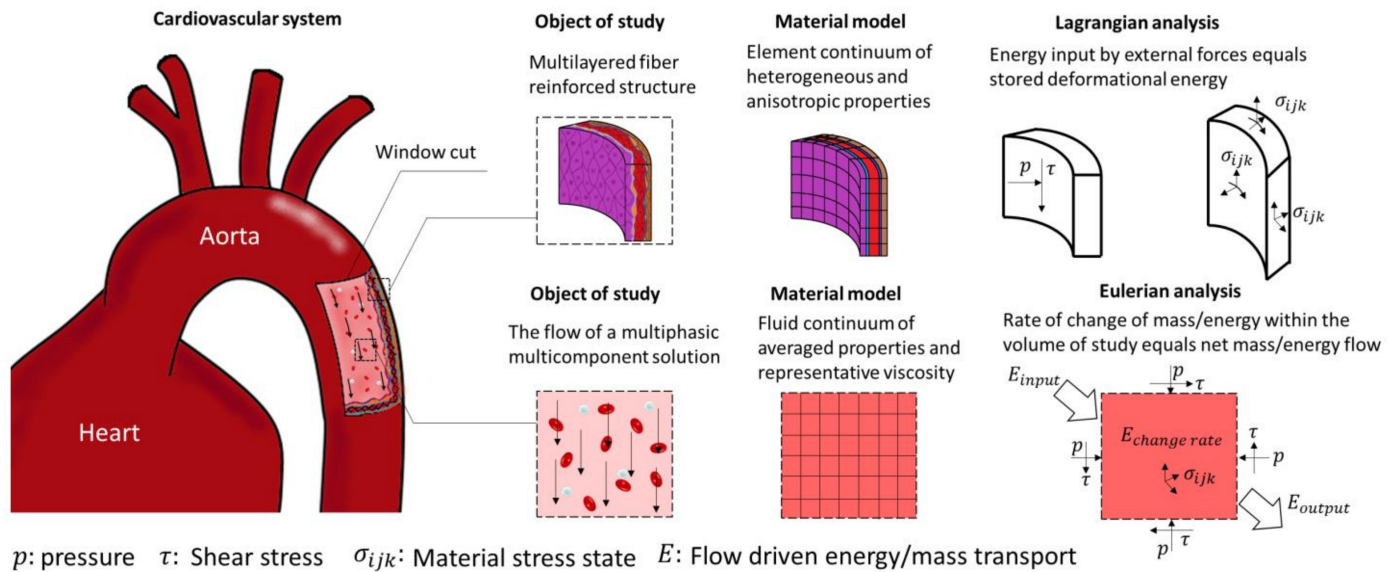 Cardiovascular system
Aorta
Heart
Window cut
Object of study
Multilayered fiber
reinforced structure
Material model
Element continuum of
heterogeneous and
anisotropic properties
Lagrangian analysis
Energy input by external forces equals
stored deformational energy
p τ
σijk
σijk
σijk
Object of study
The flow of a multiphasic
multicomponent solution
Material model
Fluid continuum of
averaged properties and
representative viscosity
Eulerian analysis
Rate of change of mass/energy within the
volume of study equals net mass/energy flow
Einput
p
τ
Echange rate
p
τ
τ
p
σijk
Eoutput
p τ
p: pressure τ: Shear stress σijk: Material stress state E: Flow driven energy/mass transport